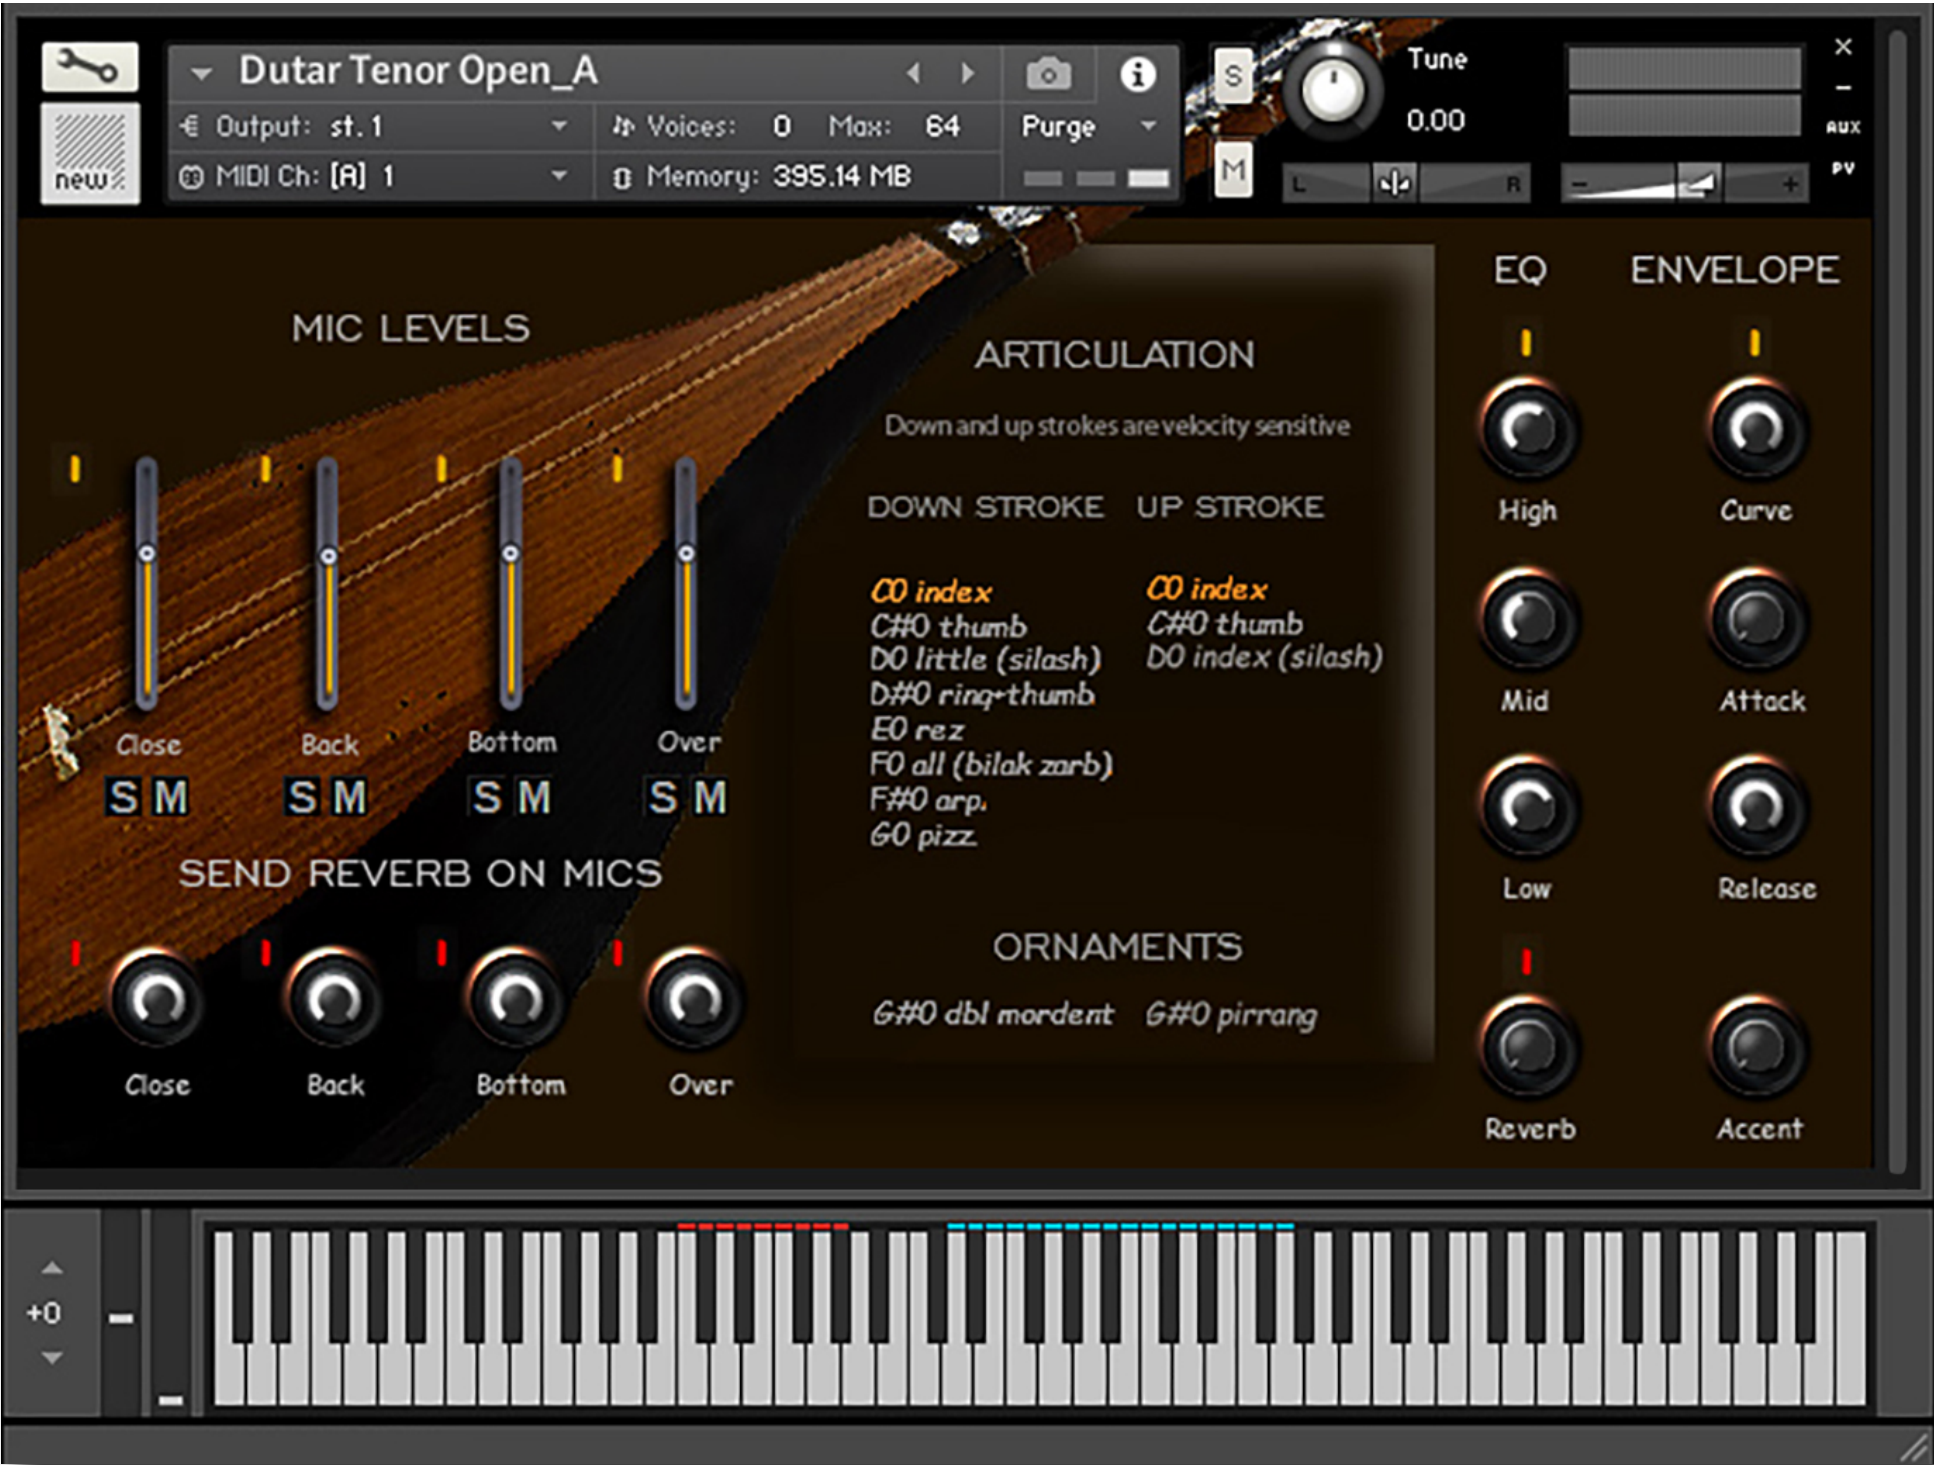 Dutar Tenor Open_A
S
Tune
0.00
Output: st.1
Voices: 0 Max: 64
Purge
new
MIDI Ch: [A] 1
Memory: 395.14 MB
M
L
R
-
+
×
-
AUX
PV
MIC LEVELS
Close
Back
Bottom
Over
S M
S M
S M
S M
SEND REVERB ON MICS
Close
Back
Bottom
Over
ARTICULATION
Down and up strokes are velocity sensitive
DOWN STROKE
C0 index
C#0 thumb
D0 little (silash)
D#0 ring+thumb
E0 rez
F0 all (bilak zarb)
F#0 arp.
G0 pizz
UP STROKE
C0 index
C#0 thumb
D0 index (silash)
ORNAMENTS
G#0 dbl mordent
G#0 pirrang
EQ
High
Mid
Low
Reverb
ENVELOPE
Curve
Attack
Release
Accent
+0